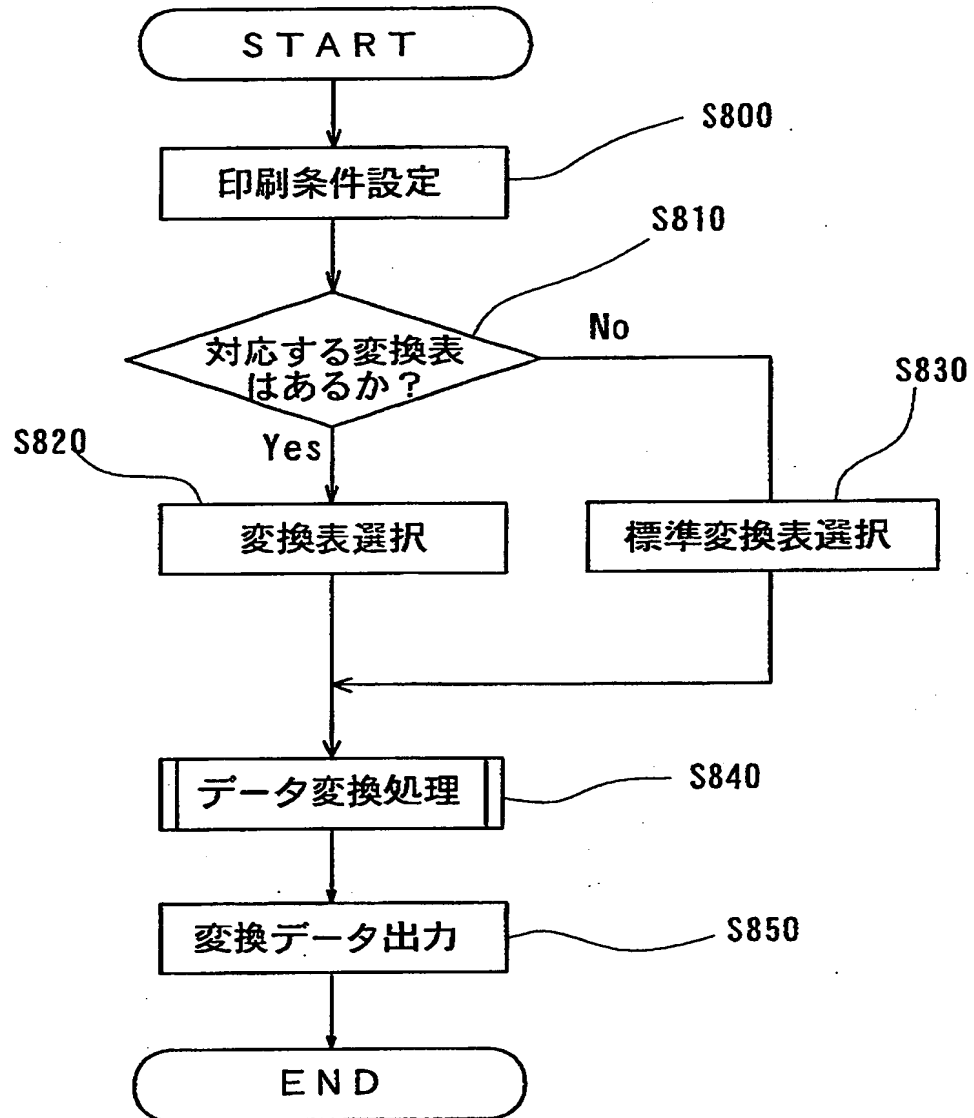 START
S800
印刷条件設定
S810
対応する変換表
はあるか？
No
Yes
S820
S830
変換表選択
標準変換表選択
データ変換処理
S840
変換データ出力
S850
END